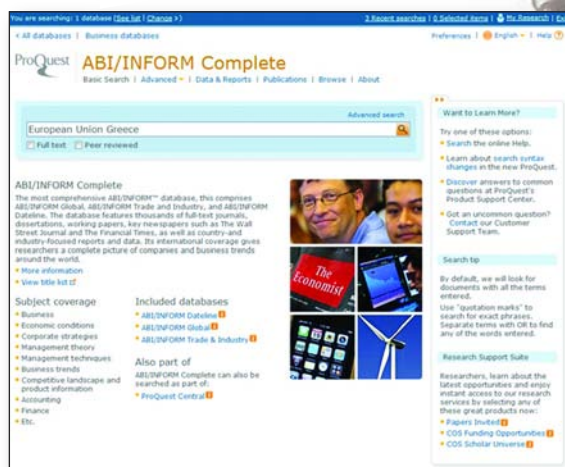 You are searching: 1 database (See list | Change >)
3 Recent searches | 0 Selected items | My Research | Ex
< All databases | Business databases
Preferences | English | Help
ProQuest
ABI/INFORM Complete
Basic Search | Advanced | Data & Reports | Publications | Browse | About
Advanced search
European Union Greece
Full text Peer reviewed
ABI/INFORM Complete
The most comprehensive ABI/INFORM™ database, this comprises
ABI/INFORM Global, ABI/INFORM Trade and Industry, and ABI/INFORM
Dateline. The database features thousands of full-text journals,
dissertations, working papers, key newspapers such as The Wall
Street Journal and The Financial Times, as well as country-and
industry-focused reports and data. Its international coverage gives
researchers a complete picture of companies and business trends
around the world.
More information
View title list
Subject coverage
Business
Economic conditions
Corporate strategies
Management theory
Management techniques
Business trends
Competitive landscape and
product information
Accounting
Finance
Etc.
Included databases
ABI/INFORM Dateline
ABI/INFORM Global
ABI/INFORM Trade & Industry
Also part of
ABI/INFORM Complete can also be
searched as part of:
ProQuest Central
The
Economist
Want to Learn More?
Try one of these options:
Search the online Help.
Learn about search syntax
changes in the new ProQuest.
Discover answers to common
questions at ProQuest's
Product Support Center.
Got an uncommon question?
Contact our Customer
Support Team.
Search tip
By default, we will look for
documents with all the terms
entered.
Use "quotation marks" to
search for exact phrases.
Separate terms with OR to find
any of the words entered.
Research Support Suite
Researchers, learn about the
latest opportunities and enjoy
instant access to our research
services by selecting any of
these great products now:
Papers Invited
COS Funding Opportunities
COS Scholar Universe